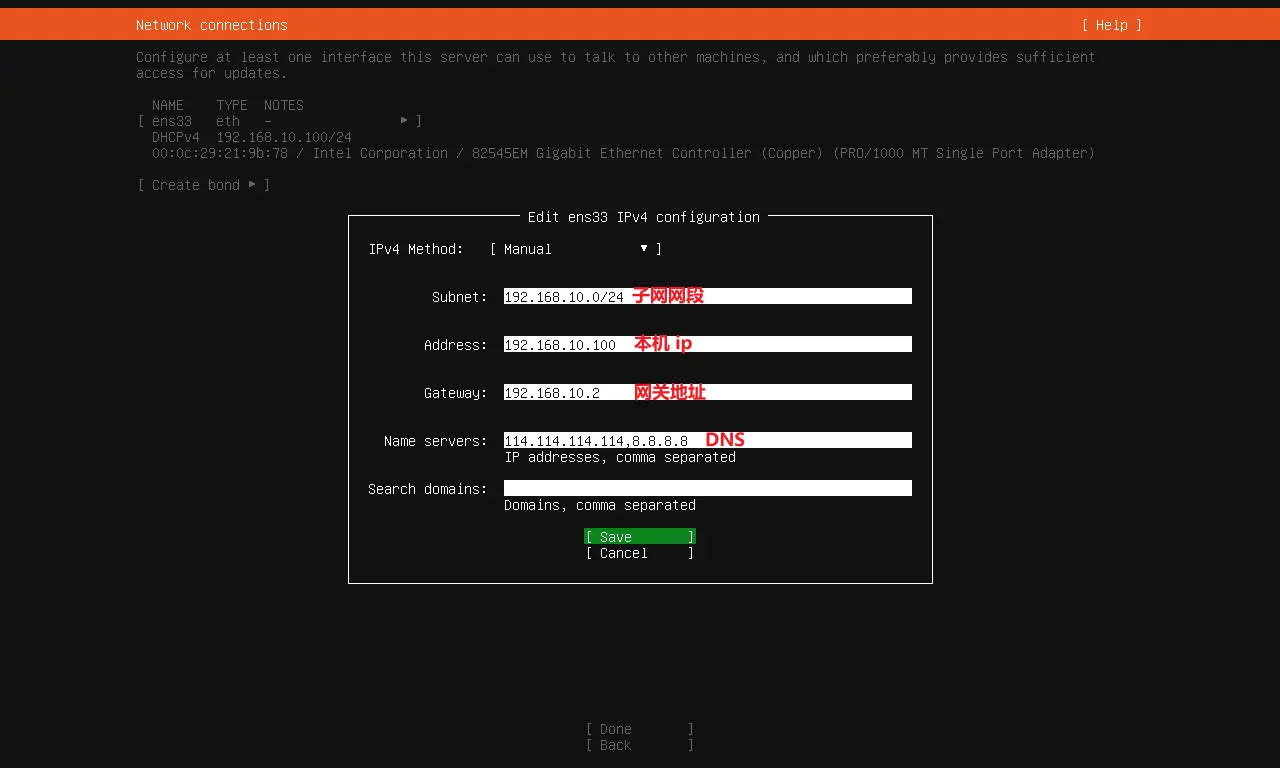 Network connections [ Help ]
Configure at least one interface this server can use to talk to other machines, and which preferably provides sufficient
access for updates.
NAME TYPE NOTES
[ ens33 eth - ▸ ]
DHCPv4 192.168.10.100/24
00:0c:29:21:9b:78 / Intel Corporation / 82545EM Gigabit Ethernet Controller (Copper) (PRO/1000 MT Single Port Adapter)
[ Create bond ▸ ]
Edit ens33 IPv4 configuration
IPv4 Method: [ Manual ▾ ]
Subnet: 192.168.10.0/24 子网网段
Address: 192.168.10.100 本机 ip
Gateway: 192.168.10.2 网关地址
Name servers: 114.114.114.114,8.8.8.8 DNS
IP addresses, comma separated
Search domains:
Domains, comma separated
[ Save ]
[ Cancel ]
[ Done ]
[ Back ]